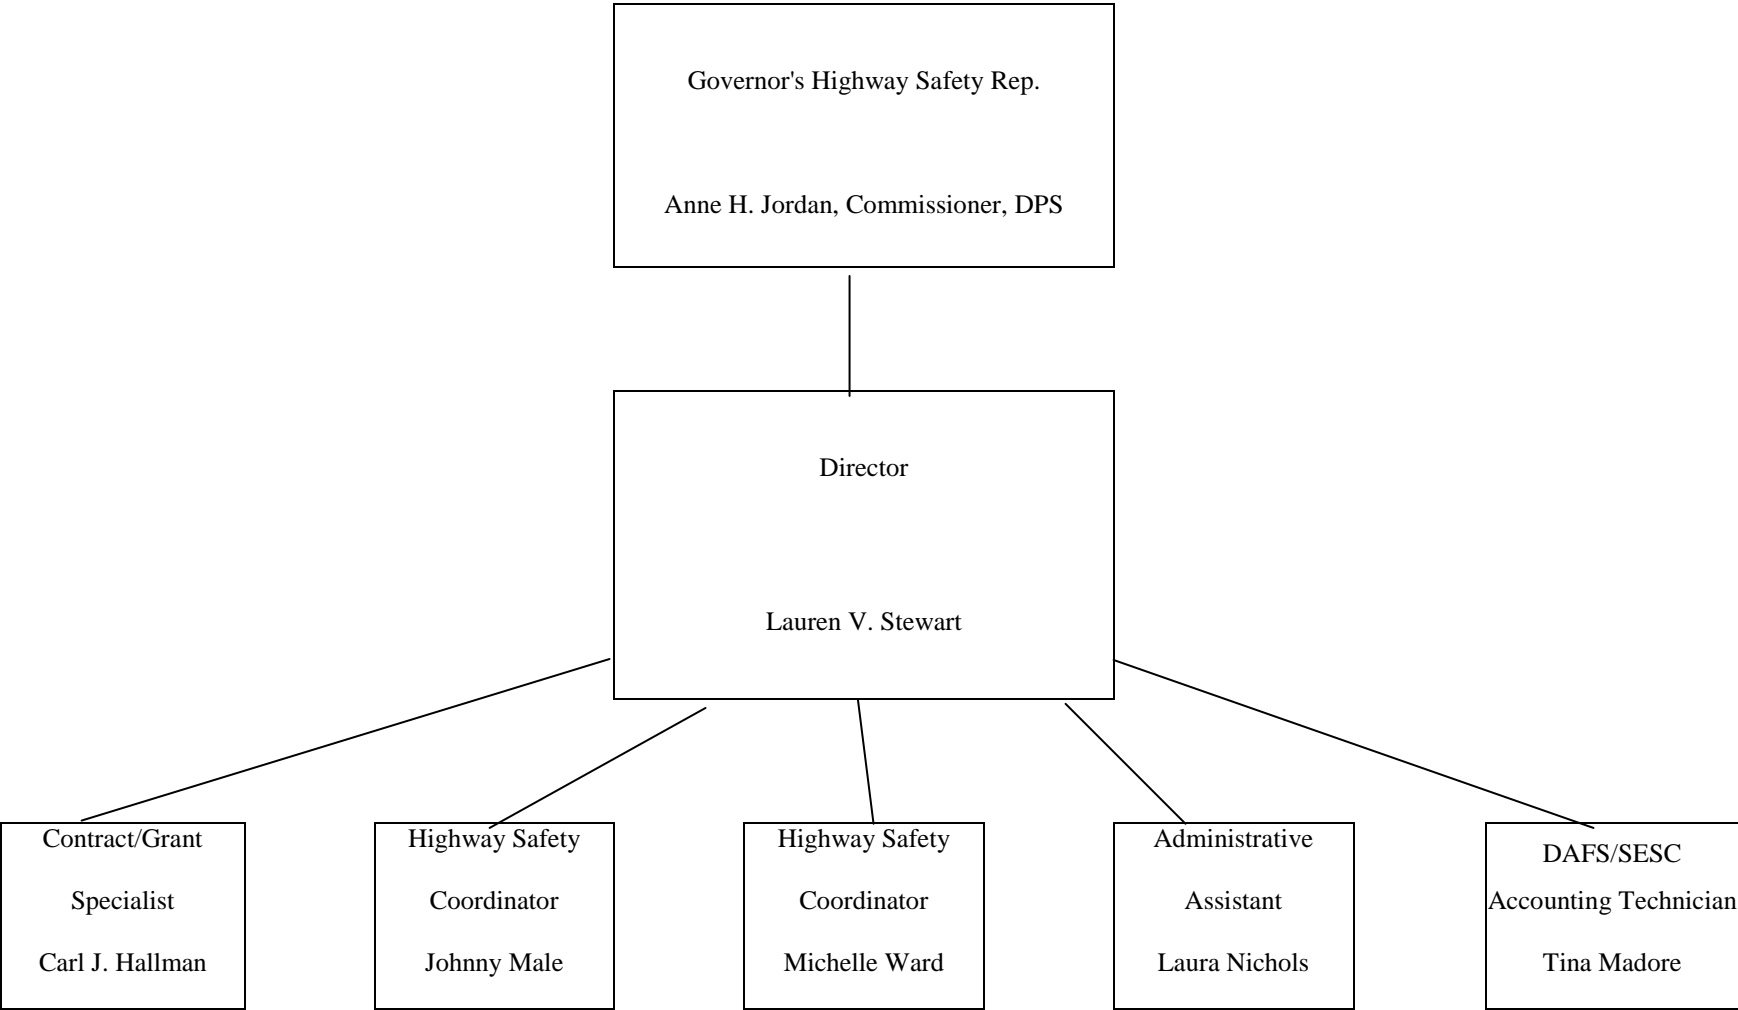 Governor's Highway Safety Rep.
Anne H. Jordan, Commissioner, DPS
Director
Lauren V. Stewart
Contract/Grant
Specialist
Carl J. Hallman
Highway Safety
Coordinator
Johnny Male
Highway Safety
Coordinator
Michelle Ward
Administrative
Assistant
Laura Nichols
DAFS/SESC
Accounting Technician
Tina Madore